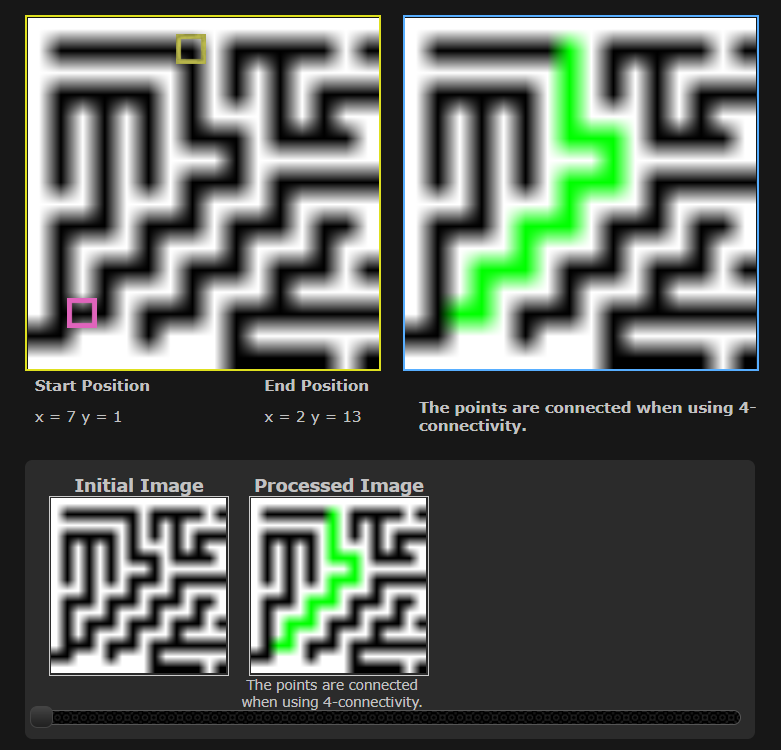 Start Position
End Position
x = 7 y = 1
x = 2 y = 13
The points are connected when using 4-
connectivity.
Initial Image
Processed Image
The points are connected
when using 4-connectivity.